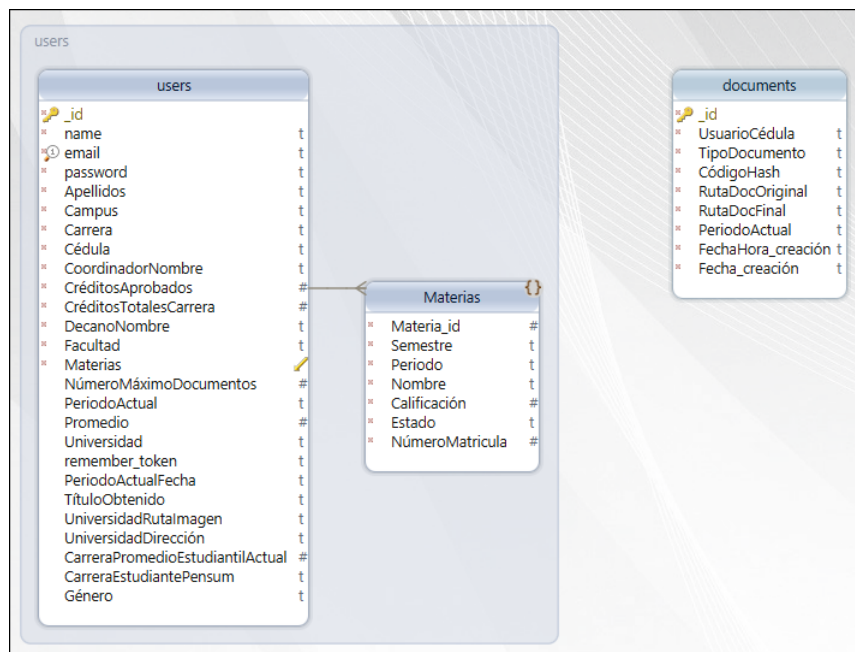 users
users
_id
name t
email t
password t
Apellidos t
Campus t
Carrera t
Cédula t
CoordinadorNombre t
CréditosAprobados #
CréditosTotalesCarrera #
DecanoNombre t
Facultad t
Materias
NúmeroMáximoDocumentos #
PeriodoActual t
Promedio #
Universidad t
remember_token t
PeriodoActualFecha t
TítuloObtenido t
UniversidadRutaImagen t
UniversidadDirección t
CarreraPromedioEstudiantilActual #
CarreraEstudiantePensum t
Género t
Materias {}
Materia_id #
Semestre t
Periodo t
Nombre t
Calificación #
Estado t
NúmeroMatricula #
documents
_id
UsuarioCédula t
TipoDocumento t
CódigoHash t
RutaDocOriginal t
RutaDocFinal t
PeriodoActual t
FechaHora_creación t
Fecha_creación t